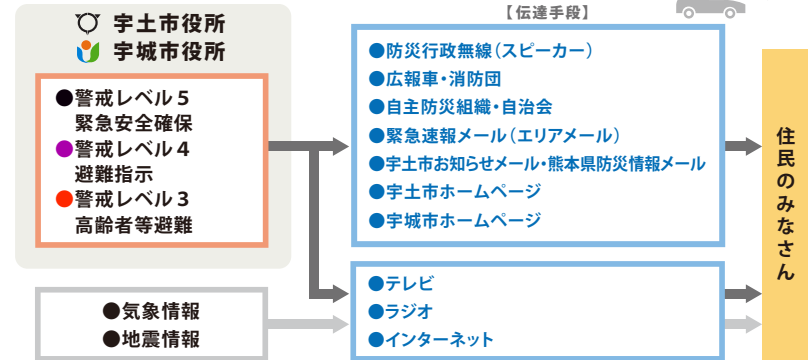 宇土市役所
宇城市役所
●警戒レベル5
緊急安全確保
●警戒レベル4
避難指示
●警戒レベル3
高齢者等避難
●気象情報
●地震情報
【伝達手段】
●防災行政無線（スピーカー）
●広報車・消防団
●自主防災組織・自治会
●緊急速報メール（エリアメール）
●宇土市お知らせメール・熊本県防災情報メール
●宇土市ホームページ
●宇城市ホームページ
●テレビ
●ラジオ
●インターネット
住民のみなさん